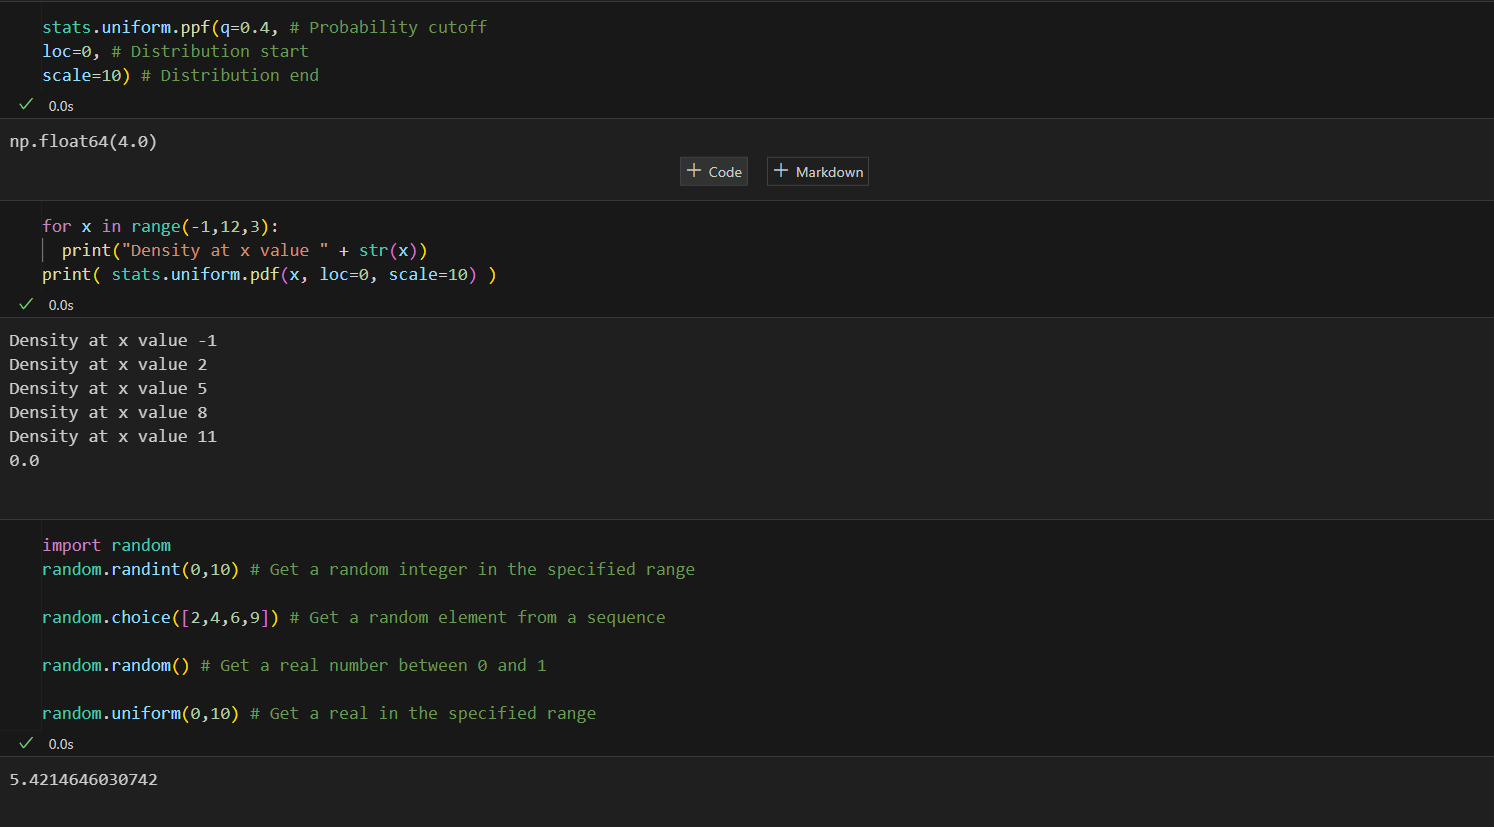 stats.uniform.ppf(q=0.4, # Probability cutoff
loc=0, # Distribution start
scale=10) # Distribution end
0.0s
np.float64(4.0)
+ Code + Markdown
for x in range(-1,12,3):
print("Density at x value " + str(x))
print( stats.uniform.pdf(x, loc=0, scale=10) )
0.0s
Density at x value -1
Density at x value 2
Density at x value 5
Density at x value 8
Density at x value 11
0.0
import random
random.randint(0,10) # Get a random integer in the specified range
random.choice([2,4,6,9]) # Get a random element from a sequence
random.random() # Get a real number between 0 and 1
random.uniform(0,10) # Get a real in the specified range
0.0s
5.4214646030742